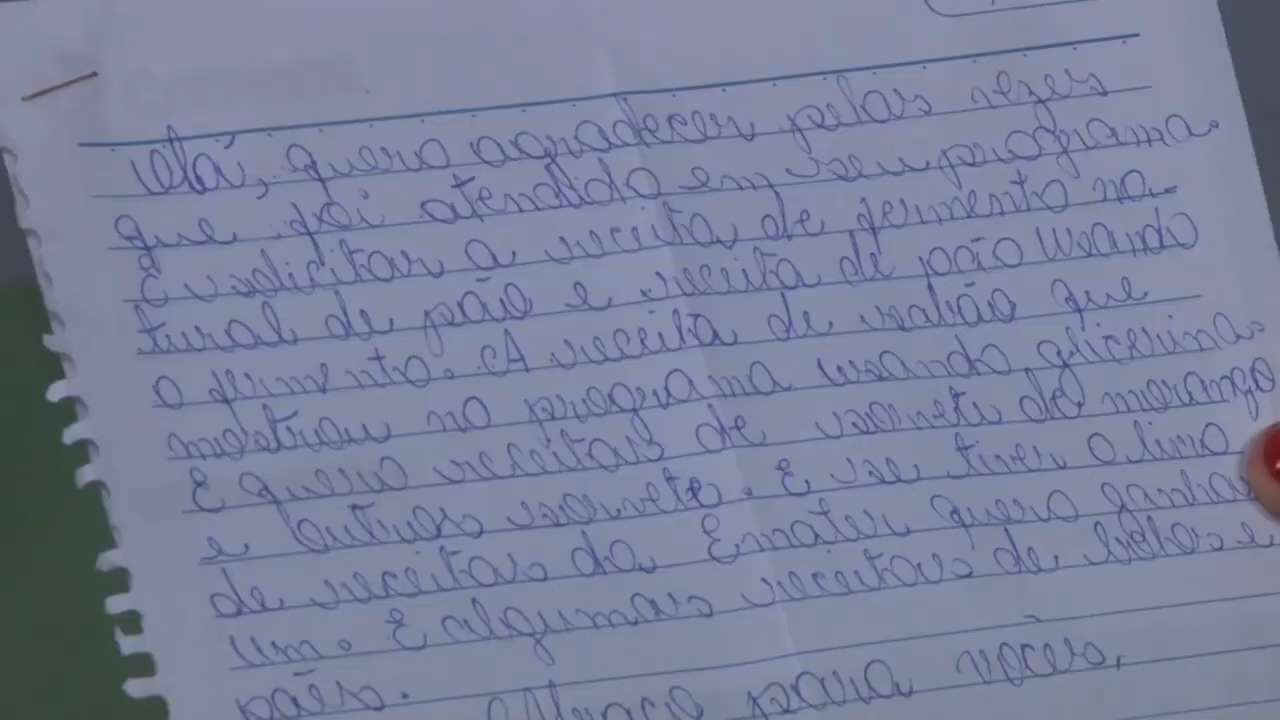 Olá, quero agradecer pelas vezes
que foi atendido em seu programa.
E solicitar a receita de fermento na
tural de pão e receita de pão usando
o fermento. A receita de sabão que
mostrou no programa usando glicerina.
E quero receitas de sorvete de morango
e outros sorvete. E se tiver o livro
de receitas da Emater quero ganhar
um. E algumas receitas de bolos e
pães.
Abraço para vocês,